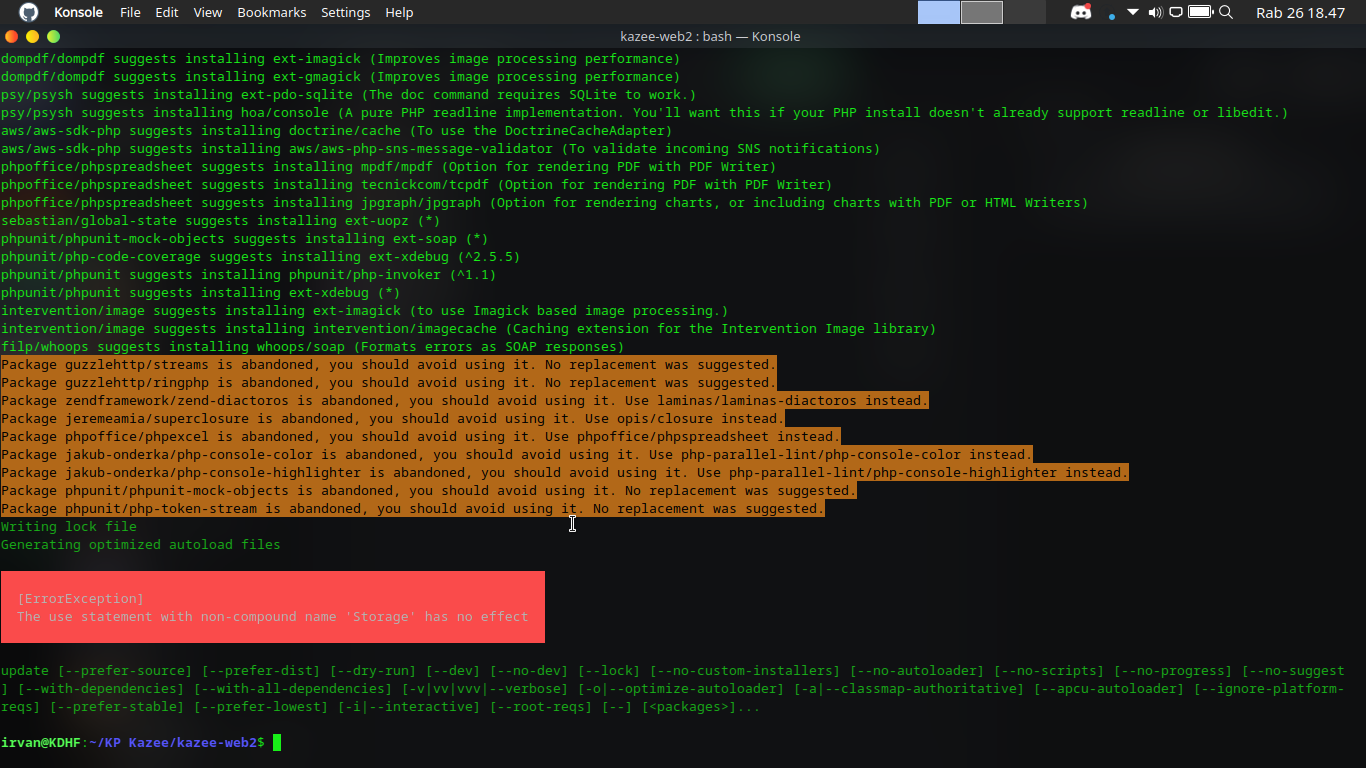 Konsole File Edit View Bookmarks Settings Help Rab 26 18.47
kazee-web2 : bash — Konsole
dompdf/dompdf suggests installing ext-imagick (Improves image processing performance)
dompdf/dompdf suggests installing ext-gmagick (Improves image processing performance)
psy/psysh suggests installing ext-pdo-sqlite (The doc command requires SQLite to work.)
psy/psysh suggests installing hoa/console (A pure PHP readline implementation. You'll want this if your PHP install doesn't already support readline or libedit.)
aws/aws-sdk-php suggests installing doctrine/cache (To use the DoctrineCacheAdapter)
aws/aws-sdk-php suggests installing aws/aws-php-sns-message-validator (To validate incoming SNS notifications)
phpoffice/phpspreadsheet suggests installing mpdf/mpdf (Option for rendering PDF with PDF Writer)
phpoffice/phpspreadsheet suggests installing tecnickcom/tcpdf (Option for rendering PDF with PDF Writer)
phpoffice/phpspreadsheet suggests installing jpgraph/jpgraph (Option for rendering charts, or including charts with PDF or HTML Writers)
sebastian/global-state suggests installing ext-uopz (*)
phpunit/phpunit-mock-objects suggests installing ext-soap (*)
phpunit/php-code-coverage suggests installing ext-xdebug (^2.5.5)
phpunit/phpunit suggests installing phpunit/php-invoker (^1.1)
phpunit/phpunit suggests installing ext-xdebug (*)
intervention/image suggests installing ext-imagick (to use Imagick based image processing.)
intervention/image suggests installing intervention/imagecache (Caching extension for the Intervention Image library)
filp/whoops suggests installing whoops/soap (Formats errors as SOAP responses)
Package guzzlehttp/streams is abandoned, you should avoid using it. No replacement was suggested.
Package guzzlehttp/ringphp is abandoned, you should avoid using it. No replacement was suggested.
Package zendframework/zend-diactoros is abandoned, you should avoid using it. Use laminas/laminas-diactoros instead.
Package jeremeamia/superclosure is abandoned, you should avoid using it. Use opis/closure instead.
Package phpoffice/phpexcel is abandoned, you should avoid using it. Use phpoffice/phpspreadsheet instead.
Package jakub-onderka/php-console-color is abandoned, you should avoid using it. Use php-parallel-lint/php-console-color instead.
Package jakub-onderka/php-console-highlighter is abandoned, you should avoid using it. Use php-parallel-lint/php-console-highlighter instead.
Package phpunit/phpunit-mock-objects is abandoned, you should avoid using it. No replacement was suggested.
Package phpunit/php-token-stream is abandoned, you should avoid using it. No replacement was suggested.
Writing lock file
Generating optimized autoload files
[ErrorException]
The use statement with non-compound name 'Storage' has no effect
update [--prefer-source] [--prefer-dist] [--dry-run] [--dev] [--no-dev] [--lock] [--no-custom-installers] [--no-autoloader] [--no-scripts] [--no-progress] [--no-suggest
] [--with-dependencies] [--with-all-dependencies] [-v|vv|vvv|--verbose] [-o|--optimize-autoloader] [-a|--classmap-authoritative] [--apcu-autoloader] [--ignore-platform-
reqs] [--prefer-stable] [--prefer-lowest] [-i|--interactive] [--root-reqs] [--] [<packages>]...
irvan@KDHF:~/KP Kazee/kazee-web2$